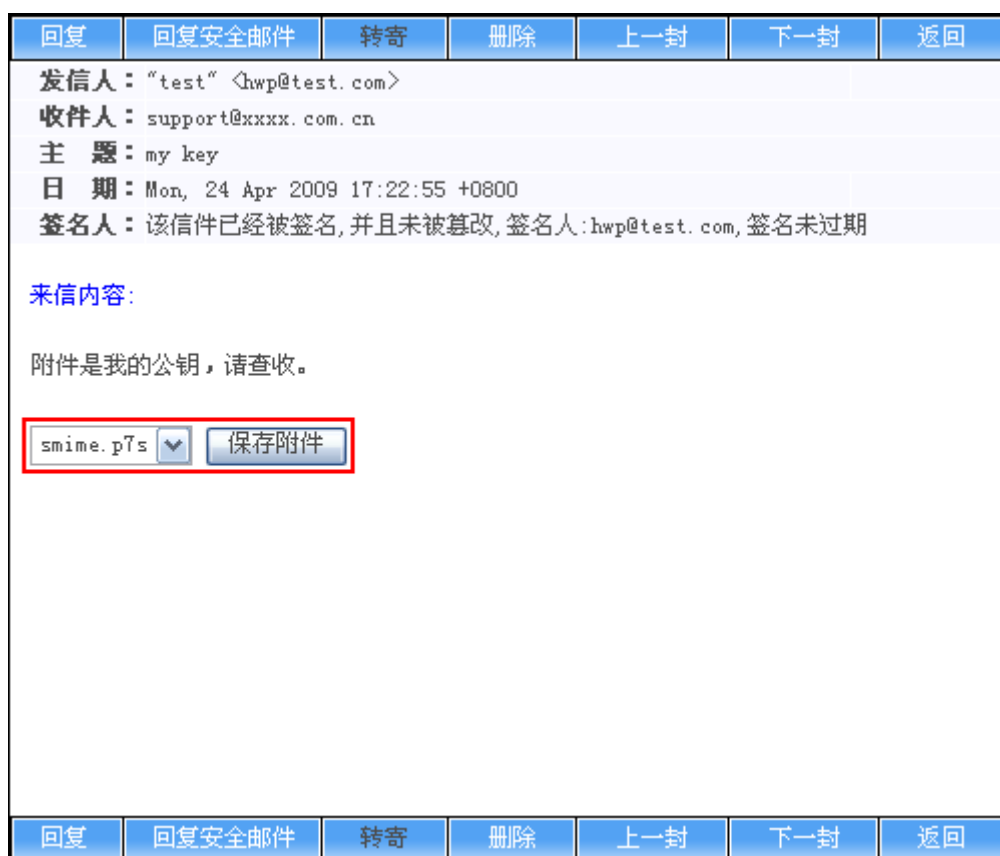 回复 回复安全邮件 转寄 删除 上一封 下一封 返回
发信人："test" <hwp@test.com>
收件人：support@xxxx.com.cn
主 题：my key
日 期：Mon, 24 Apr 2009 17:22:55 +0800
签名人：该信件已经被签名,并且未被篡改,签名人:hwp@test.com,签名未过期
来信内容:
附件是我的公钥，请查收。
smime.p7s 保存附件
回复 回复安全邮件 转寄 删除 上一封 下一封 返回